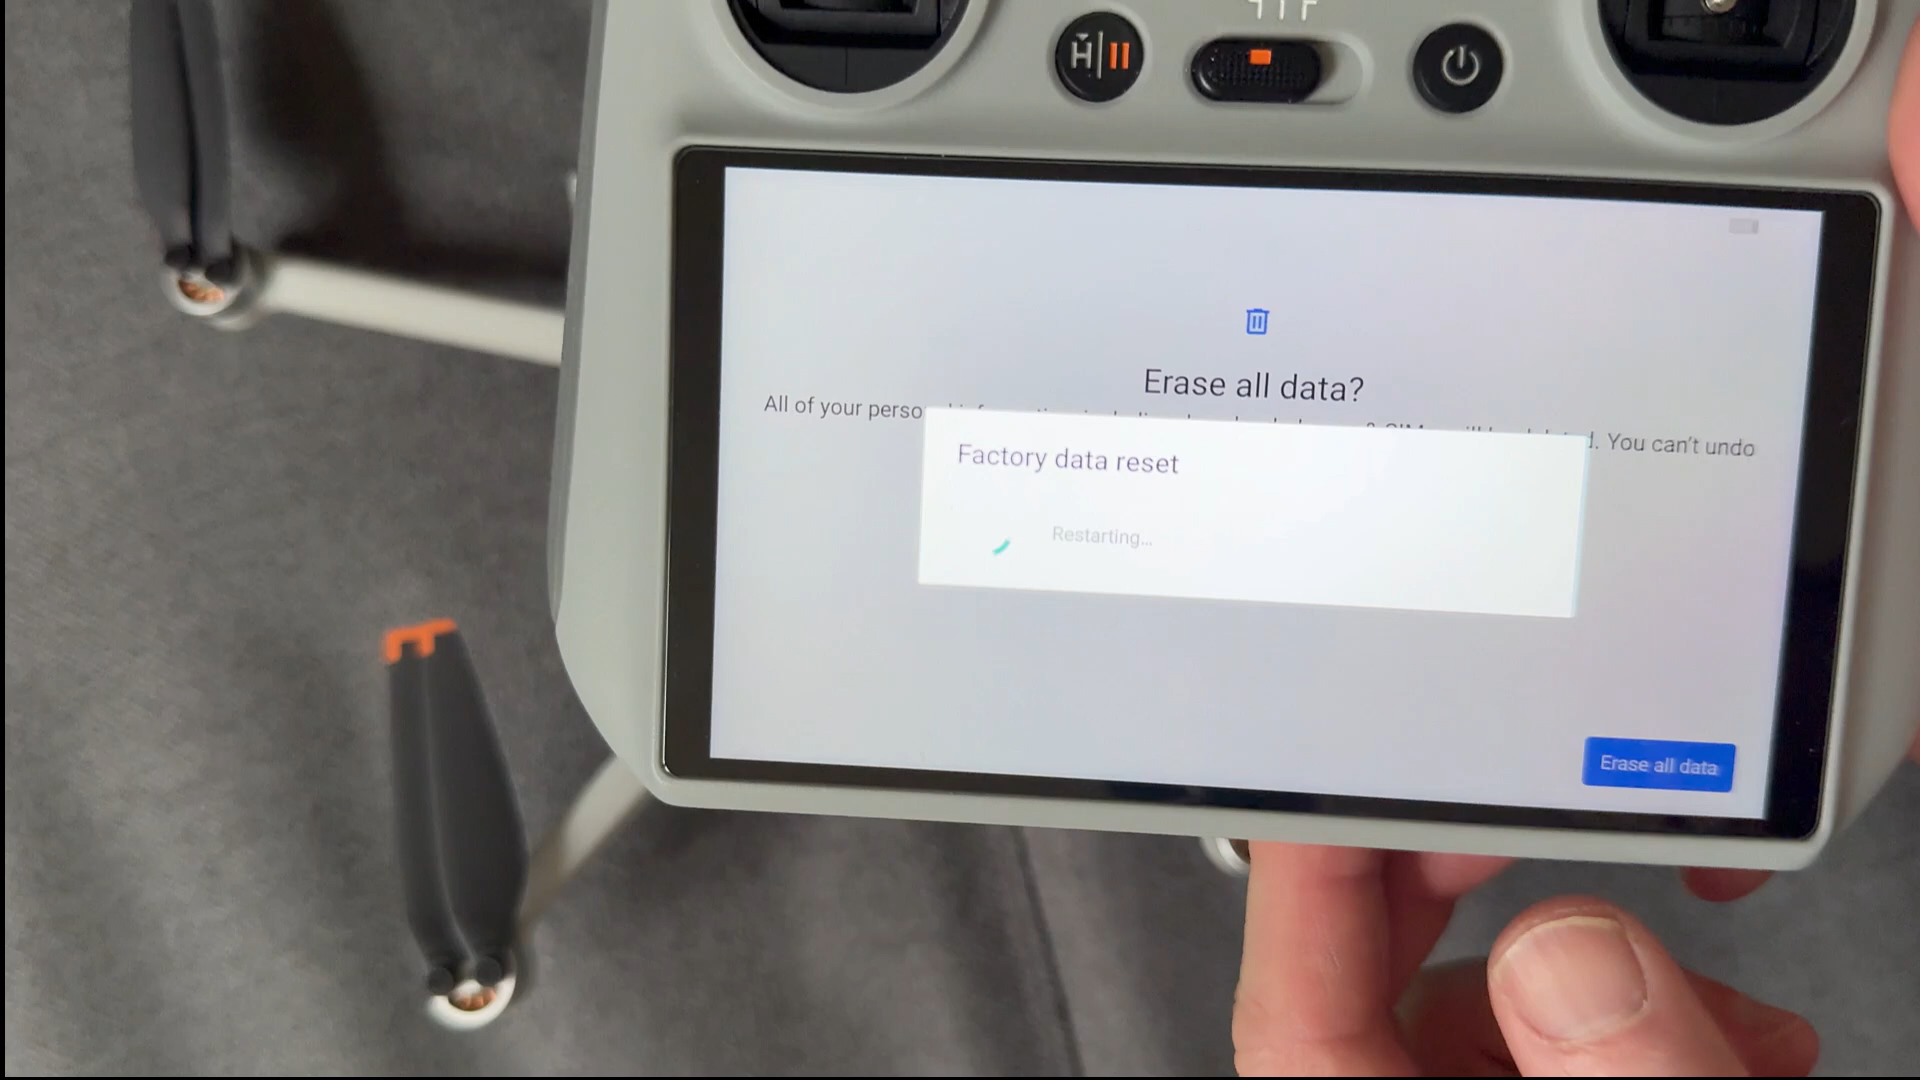 H
Erase all data?
All of your perso
. You can't undo
Factory data reset
Restarting...
Erase all data